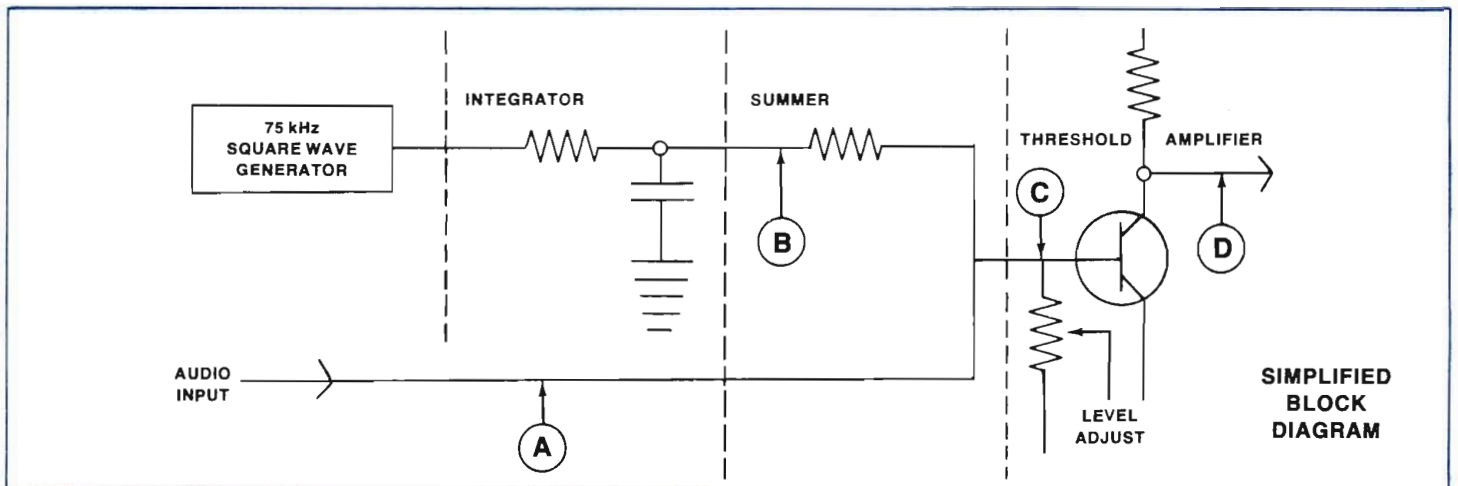 INTEGRATOR
SUMMER
75 kHz
SQUARE WAVE
GENERATOR
THRESHOLD AMPLIFIER
C
B
D
AUDIO
INPUT
A
LEVEL
ADJUST
SIMPLIFIED
BLOCK
DIAGRAM